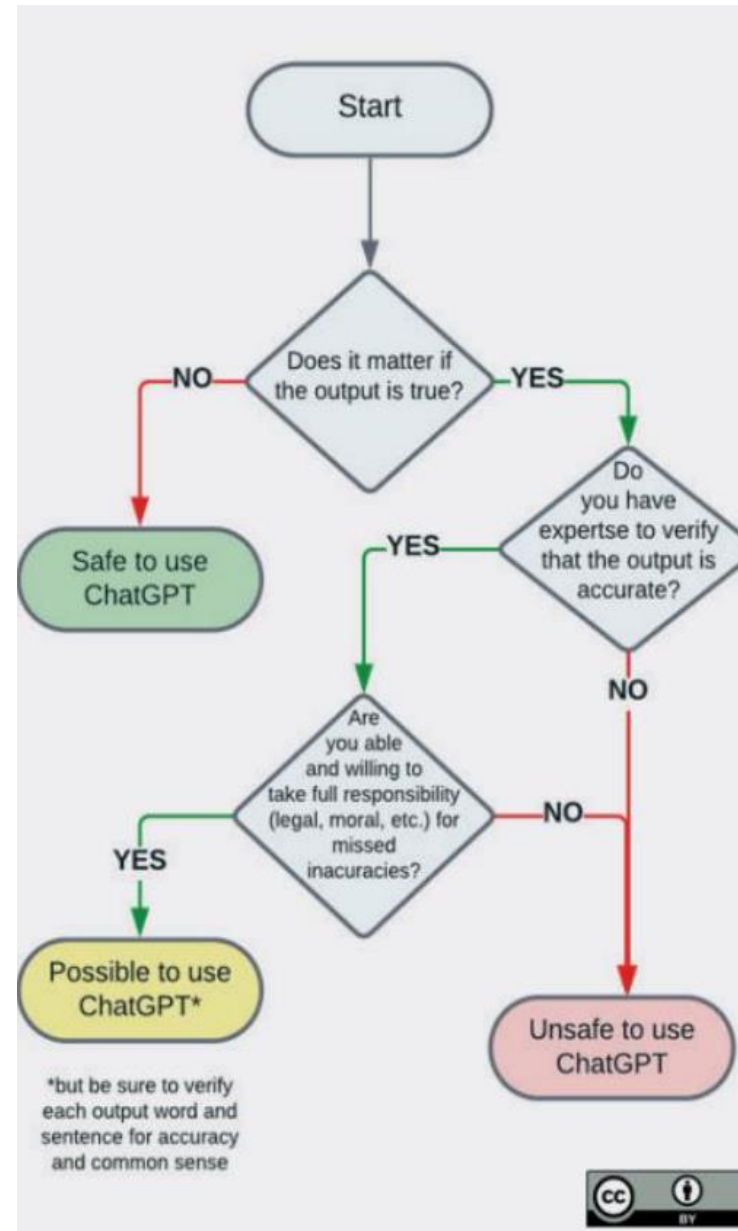 Start
Does it matter if
the output is true?
NO
YES
Safe to use
ChatGPT
Do
you have
expertse to verify
that the output is
accurate?
YES
NO
Are
you able
and willing to
take full responsibility
(legal, moral, etc.) for
missed
inacuracies?
YES
NO
Possible to use
ChatGPT*
Unsafe to use
ChatGPT
*but be sure to verify
each output word and
sentence for accuracy
and common sense
cc
BY